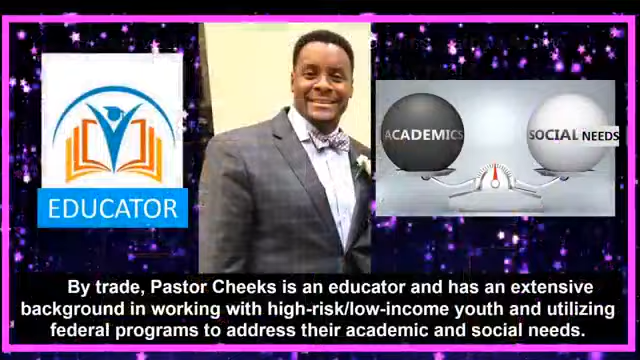 EDUCATOR
ACADEMICS
SOCIAL NEEDS
By trade, Pastor Cheeks is an educator and has an extensive
background in working with high-risk/low-income youth and utilizing
federal programs to address their academic and social needs.